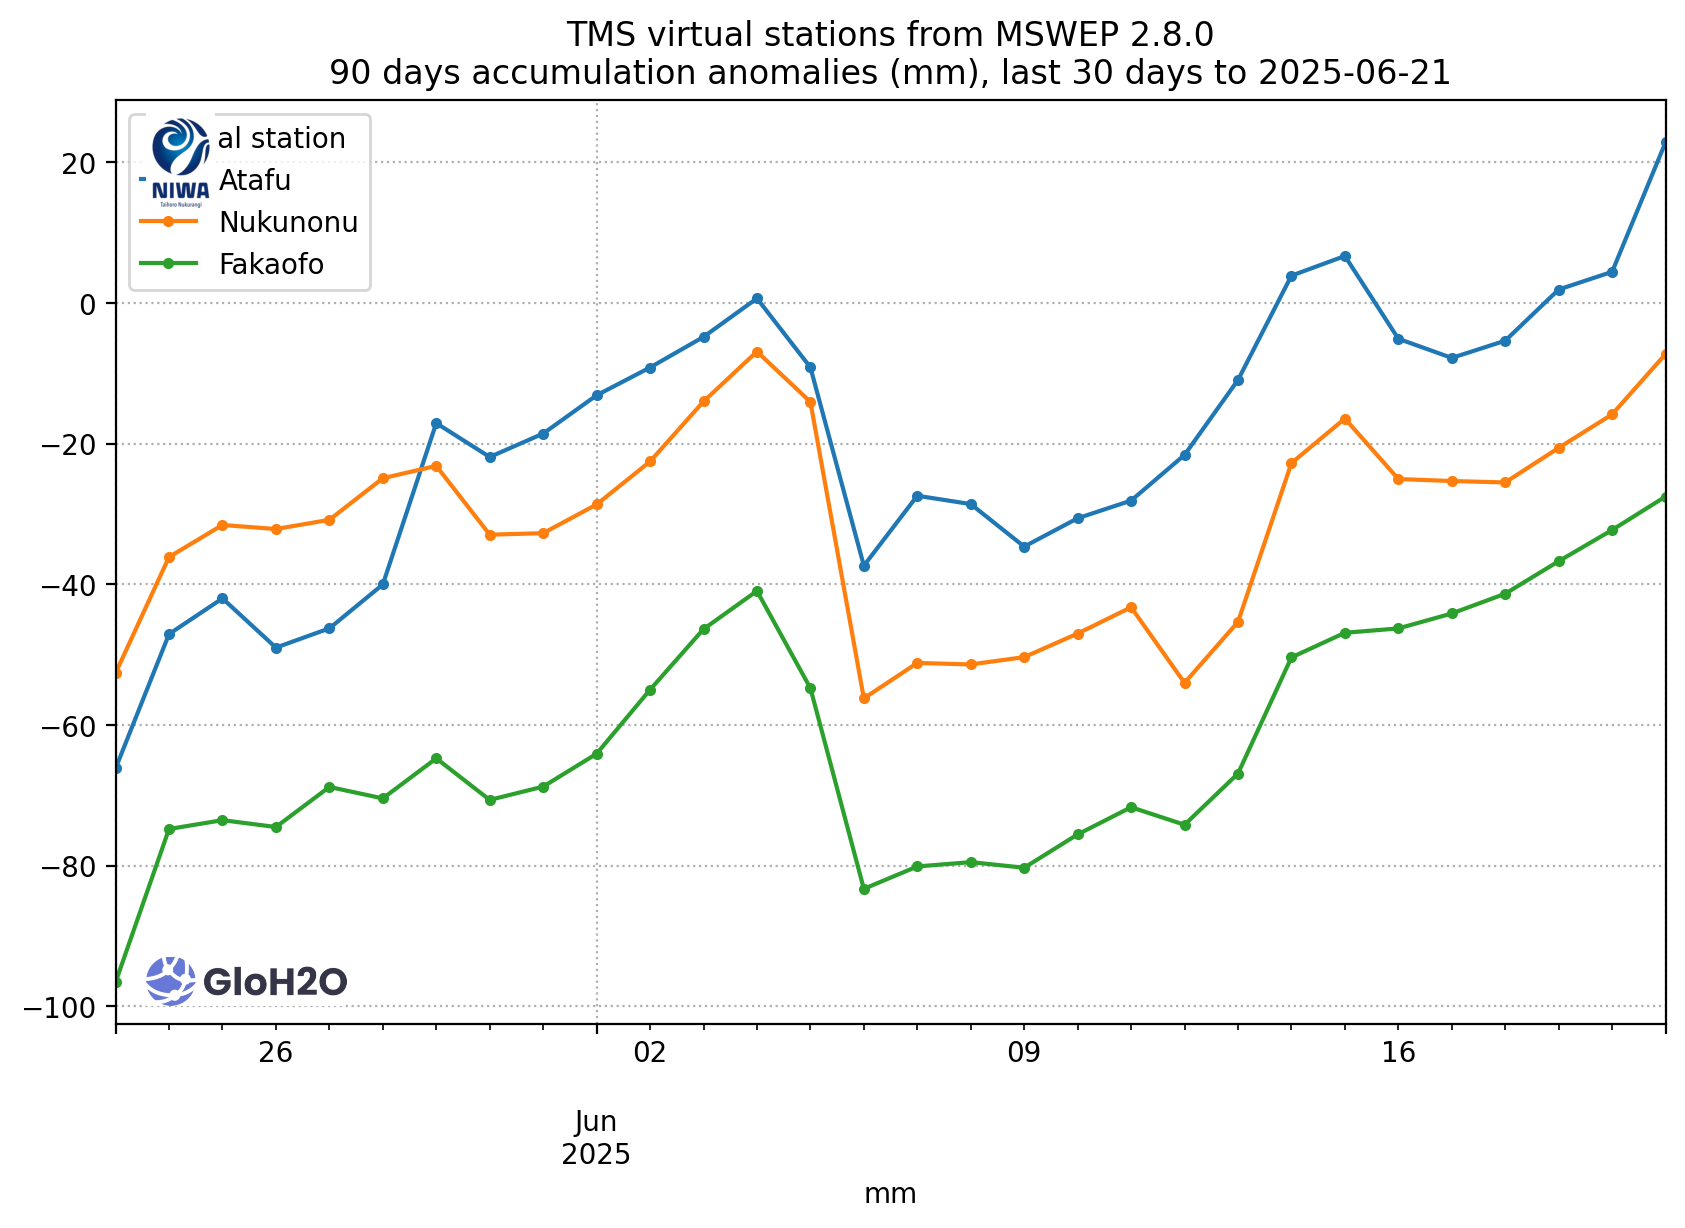 TMS virtual stations from MSWEP 2.8.0
90 days accumulation anomalies (mm), last 30 days to 2025-06-21
al station
Atafu
Nukunonu
Fakaofo
NIWA
Taihoro Nukurangi
20
0
−20
−40
−60
−80
−100
GloH2O
26
02
09
16
Jun
2025
mm